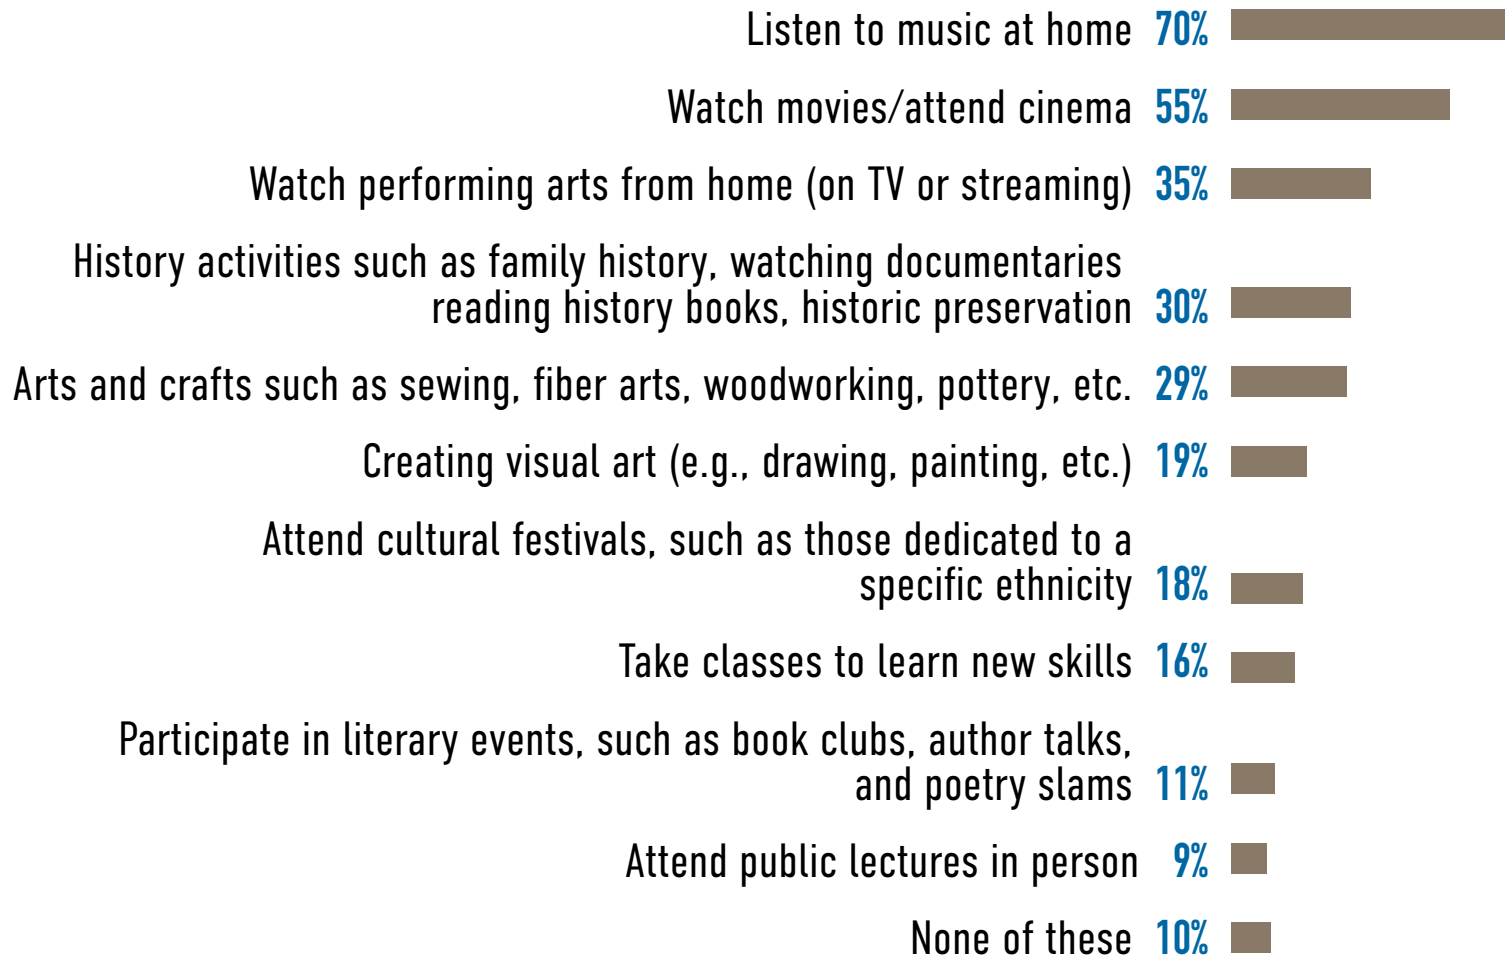 Listen to music at home 70%
Watch movies/attend cinema 55%
Watch performing arts from home (on TV or streaming) 35%
History activities such as family history, watching documentaries
reading history books, historic preservation 30%
Arts and crafts such as sewing, fiber arts, woodworking, pottery, etc. 29%
Creating visual art (e.g., drawing, painting, etc.) 19%
Attend cultural festivals, such as those dedicated to a
specific ethnicity 18%
Take classes to learn new skills 16%
Participate in literary events, such as book clubs, author talks,
and poetry slams 11%
Attend public lectures in person 9%
None of these 10%